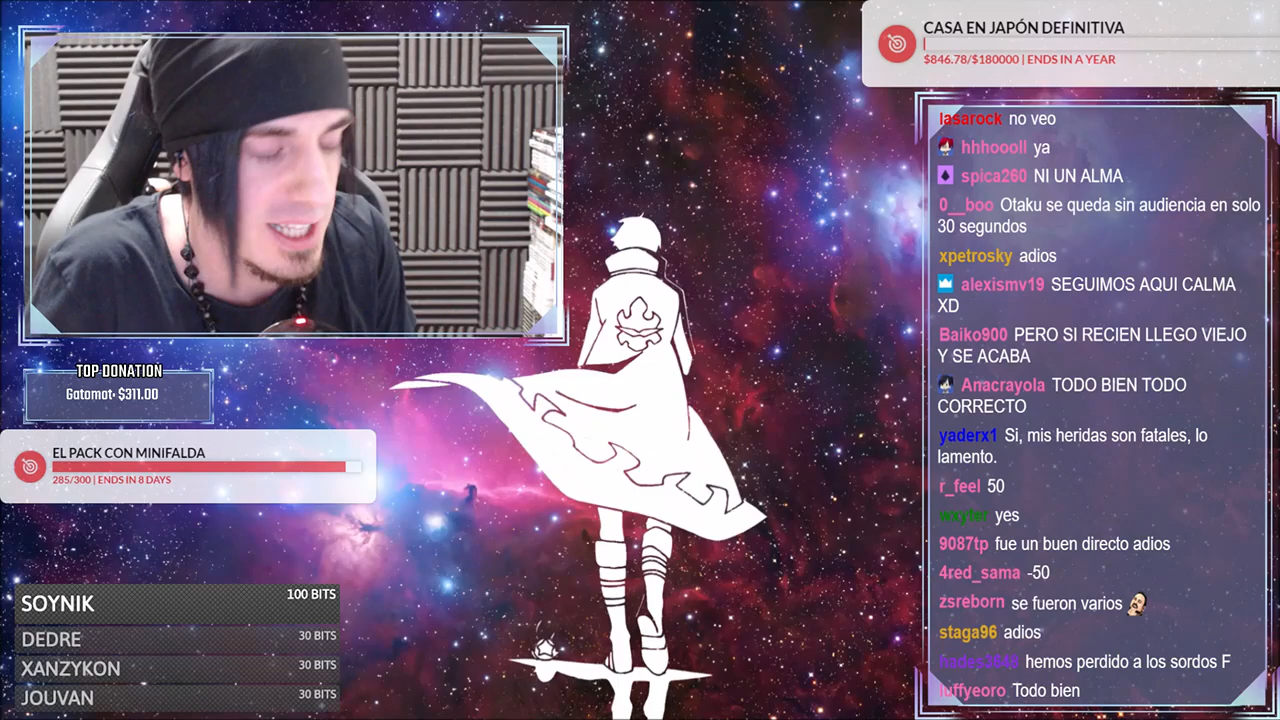 CASA EN JAPÓN DEFINITIVA
$846.78/$180000 | ENDS IN A YEAR
lasarock no veo
hhhoooll ya
spica260 NI UN ALMA
0__boo Otaku se queda sin audiencia en solo
30 segundos
xpetrosky adios
alexismv19 SEGUIMOS AQUI CALMA
XD
Baiko900 PERO SI RECIEN LLEGO VIEJO
Y SE ACABA
Anacrayola TODO BIEN TODO
CORRECTO
yaderx1 Si, mis heridas son fatales, lo
lamento.
r_feel 50
yes
9087tp fue un buen directo adios
4red_sama -50
zsreborn se fueron varios
staga96 adios
hemos perdido a los sordos F
luffyeoro Todo bien
TOP DONATION
Gatomot: $311.00
EL PACK CON MINIFALDA
285/300 | ENDS IN 8 DAYS
SOYNIK 100 BITS
DEDRE 30 BITS
XANZYKON 30 BITS
JOUVAN 30 BITS